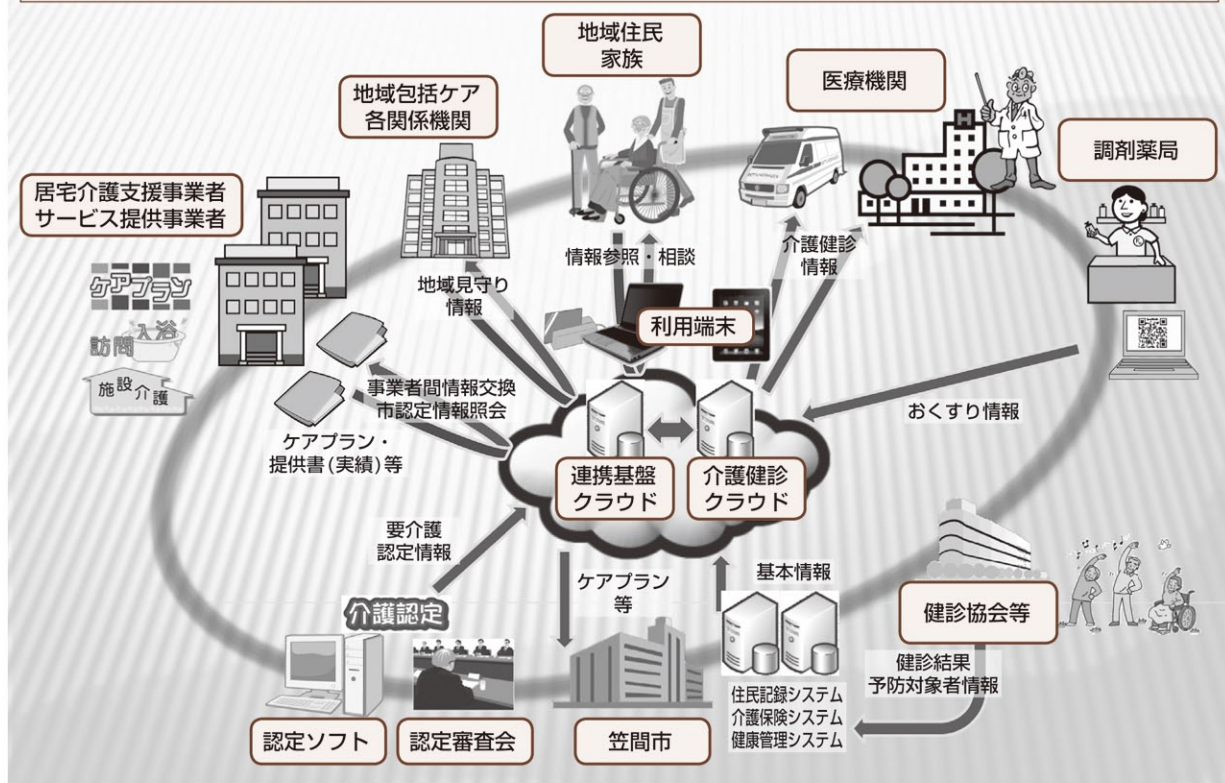 地域住民
家族
医療機関
地域包括ケア
各関係機関
調剤薬局
居宅介護支援事業者
サービス提供事業者
H
情報参照・相談
介護健診
情報
地域見守り
情報
利用端末
ケアプラン
訪問入浴
施設介護
事業者間情報交換
市認定情報照会
おくすり情報
ケアプラン・
提供書(実績)等
連携基盤
クラウド
介護健診
クラウド
要介護
認定情報
ケアプラン
等
基本情報
介護認定
健診協会等
健診結果
予防対象者情報
住民記録システム
介護保険システム
健康管理システム
認定ソフト
認定審査会
笠間市